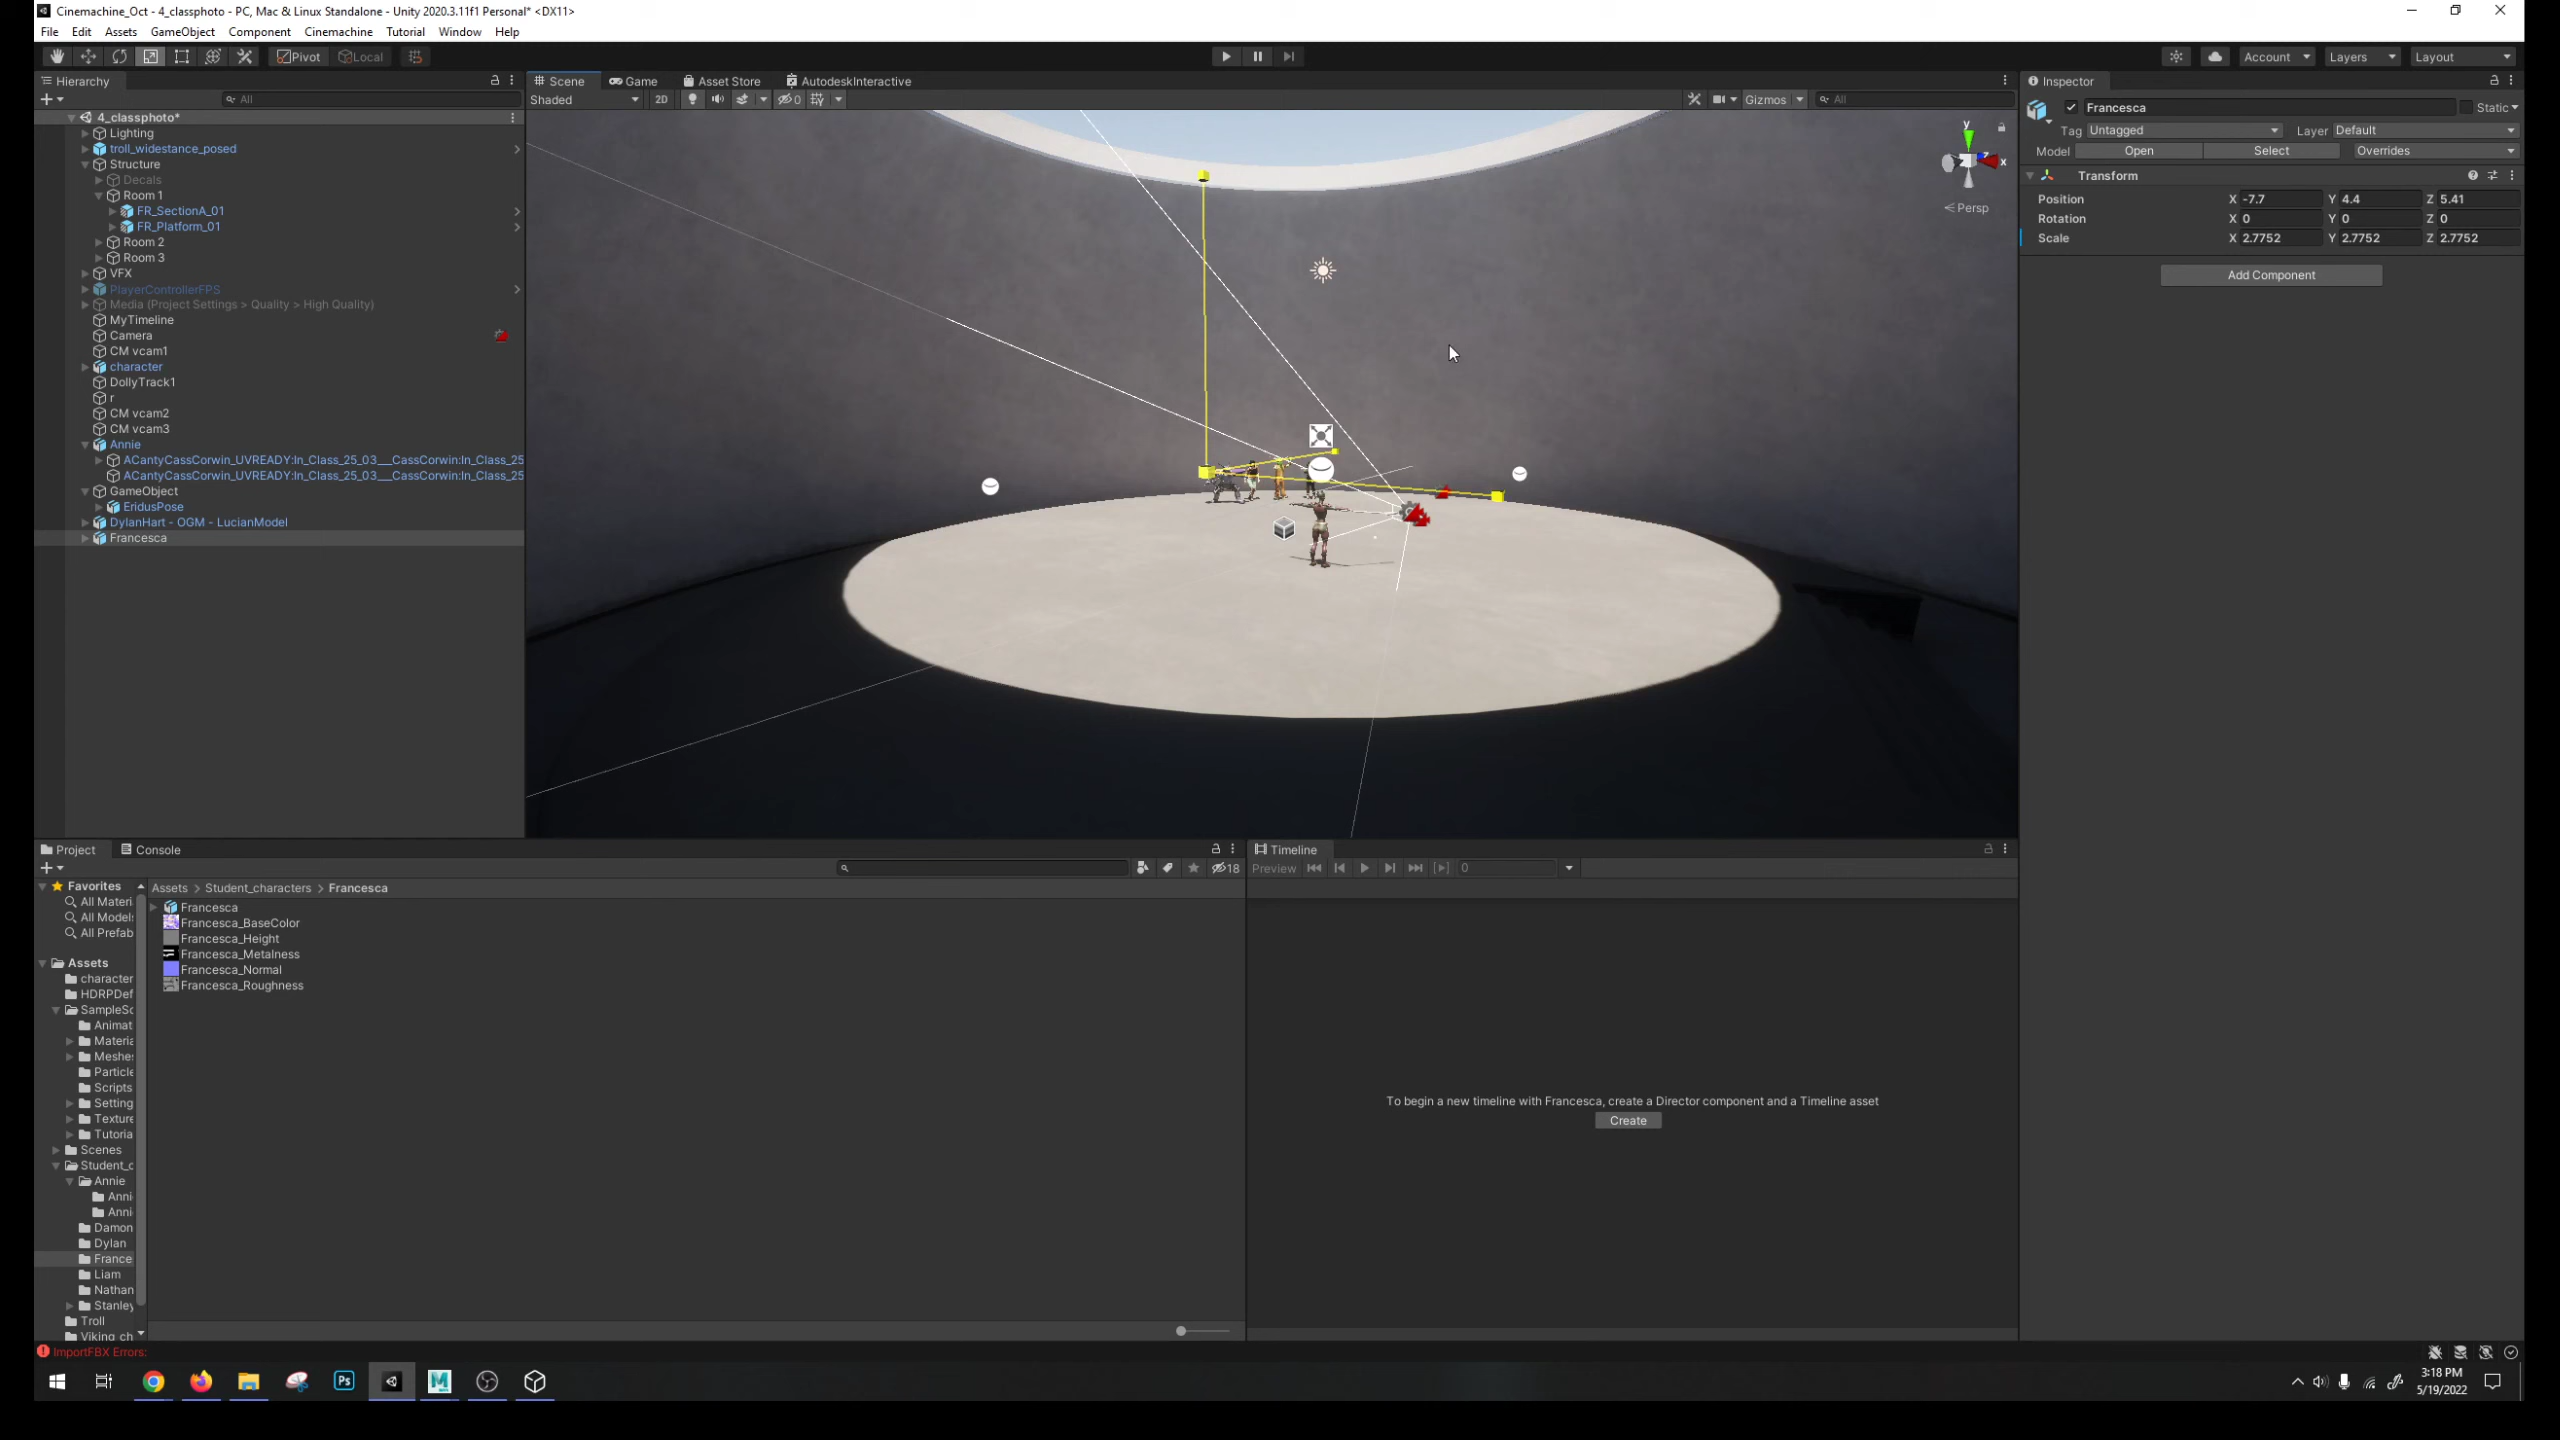 Cinemachine_Oct - 4_classphoto - PC, Mac & Linux Standalone - Unity 2020.3.11f1 Personal* <DX11>
File Edit Assets GameObject Component Cinemachine Tutorial Window Help
Pivot Local Account Layers Layout
Hierarchy
All
4_classphoto*
Lighting
troll_widestance_posed
Structure
Decals
Room 1
FR_SectionA_01
FR_Platform_01
Room 2
Room 3
VFX
PlayerControllerFPS
Media (Project Settings > Quality > High Quality)
MyTimeline
Camera
CM vcam1
character
DollyTrack1
r
CM vcam2
CM vcam3
Annie
ACantyCassCorwin_UVREADY:In_Class_25_03___CassCorwin:In_Class_25
ACantyCassCorwin_UVREADY:In_Class_25_03___CassCorwin:In_Class_25
GameObject
EridusPose
DylanHart - OGM - LucianModel
Francesca
Scene Game Asset Store AutodeskInteractive
Shaded 2D 0 Gizmos All
y
x
Persp
Inspector
Francesca Static
Tag Untagged Layer Default
Model Open Select Overrides
Transform
Position X -7.7 Y 4.4 Z 5.41
Rotation X 0 Y 0 Z 0
Scale X 2.7752 Y 2.7752 Z 2.7752
Add Component
Project Console
18
Favorites
All Materi
All Models
All Prefab
Assets
character
HDRPDef
SampleSc
Animat
Materia
Meshes
Particle
Scripts
Setting
Texture
Tutoria
Scenes
Student_c
Annie
Anni
Anni
Damon
Dylan
France
Liam
Nathan
Stanley
Troll
Viking ch
Assets > Student_characters > Francesca
Francesca
Francesca_BaseColor
Francesca_Height
Francesca_Metalness
Francesca_Normal
Francesca_Roughness
Timeline
Preview 0
To begin a new timeline with Francesca, create a Director component and a Timeline asset
Create
ImportFBX Errors:
Ps
M
3:18 PM
5/19/2022